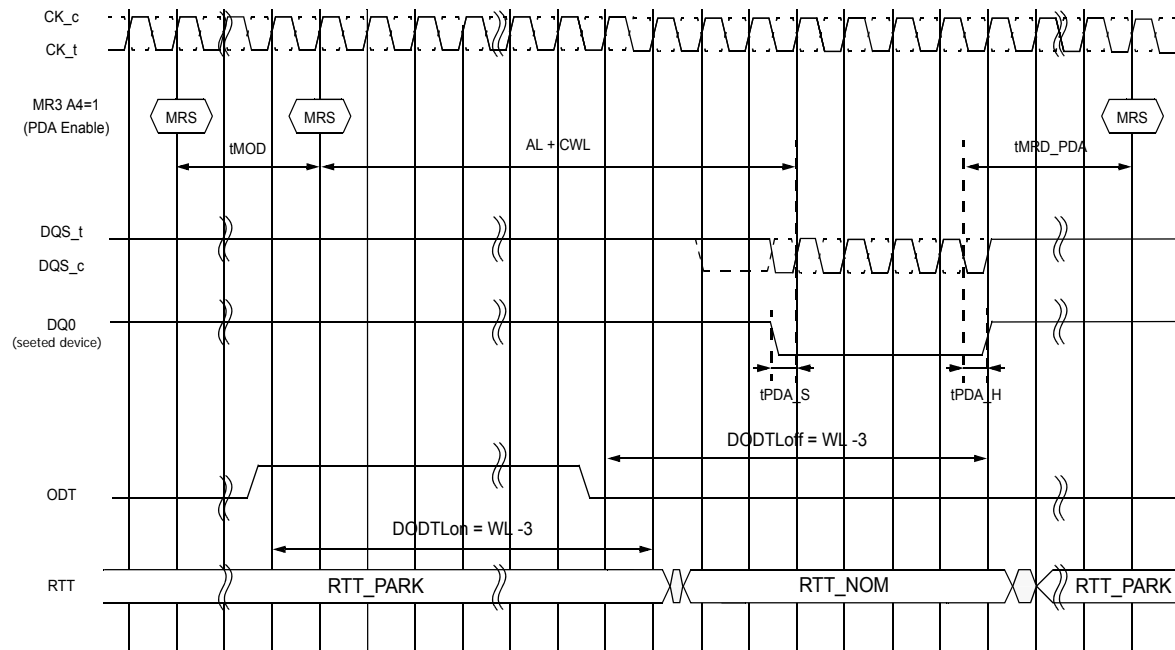 CK_c
CK_t
MR3 A4=1
(PDA Enable)
MRS
MRS
MRS
tMOD
AL + CWL
tMRD_PDA
DQS_t
DQS_c
DQ0
(seeted device)
tPDA_S
tPDA_H
DODTLoff = WL -3
ODT
DODTLon = WL -3
RTT
RTT_PARK
RTT_NOM
RTT_PARK